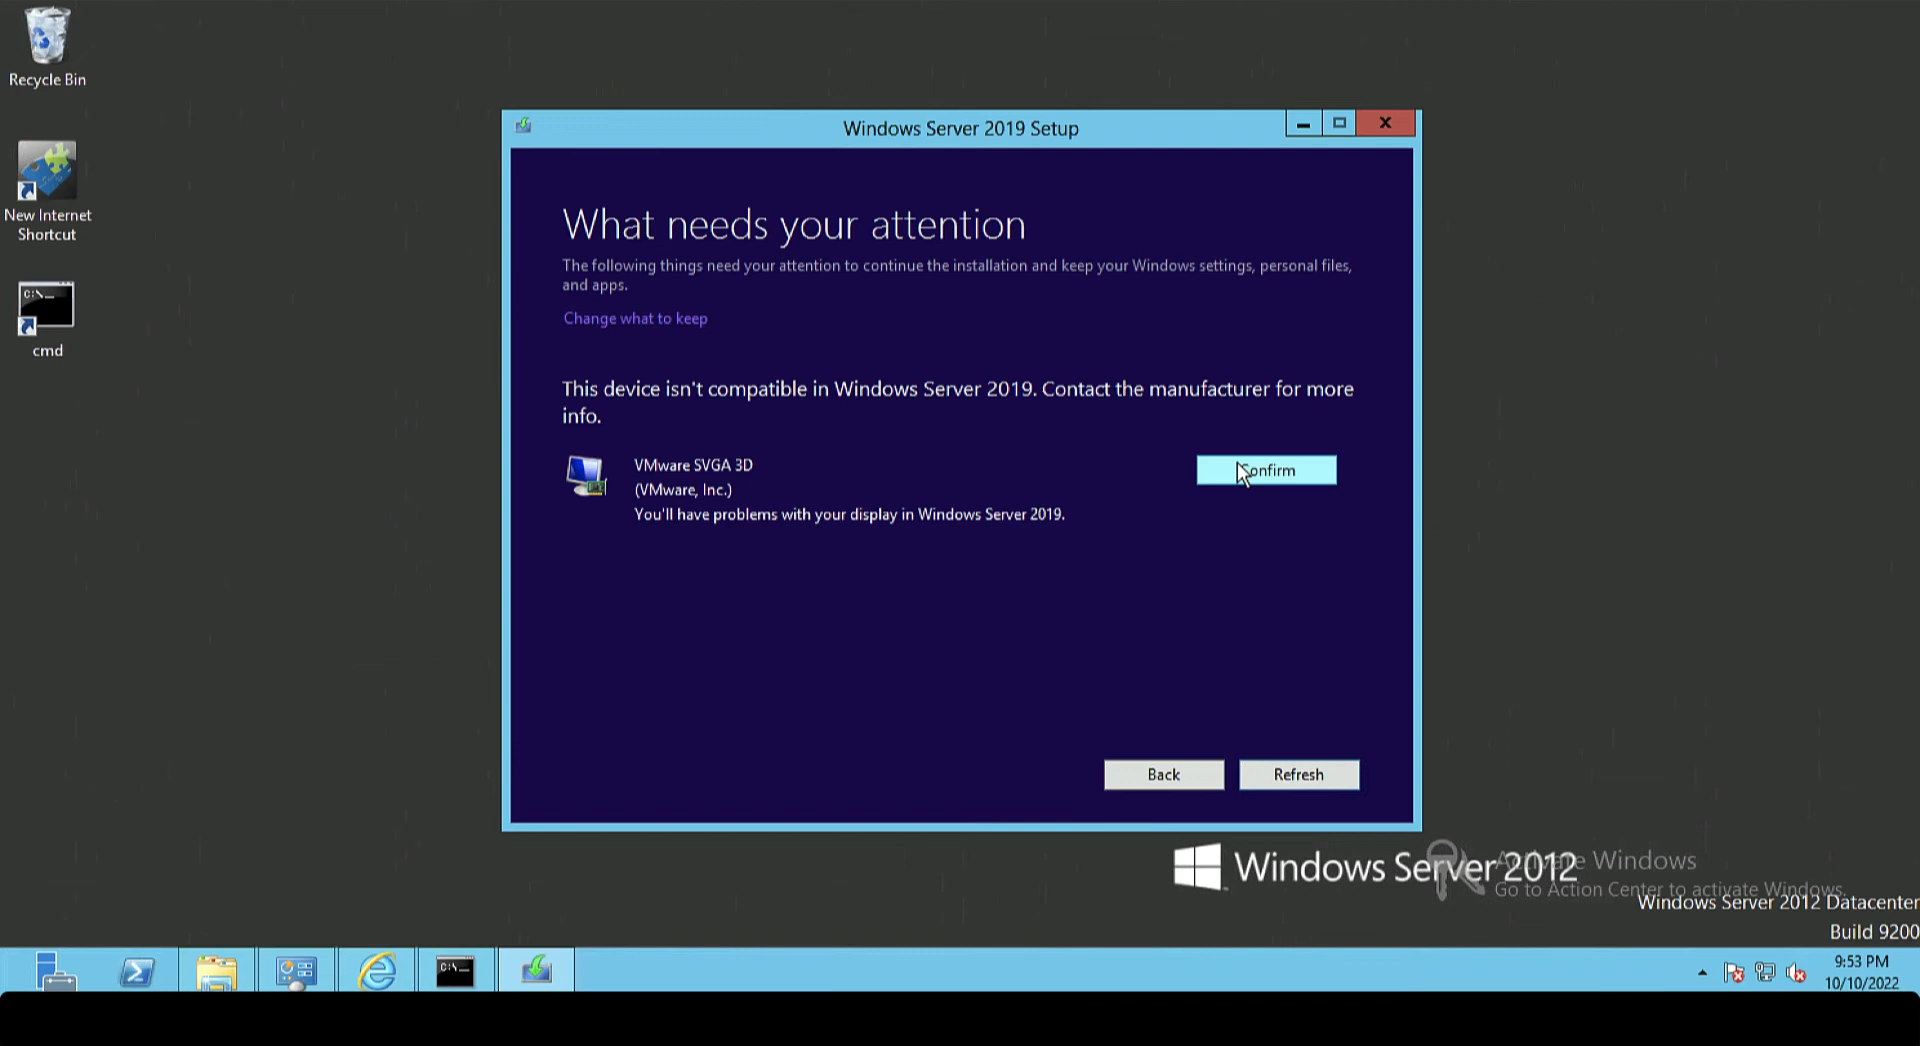 Recycle Bin
New Internet
Shortcut
C:\._
cmd
Windows Server 2019 Setup
X
What needs your attention
The following things need your attention to continue the installation and keep your Windows settings, personal files,
and apps.
Change what to keep
This device isn't compatible in Windows Server 2019. Contact the manufacturer for more
info.
VMware SVGA 3D
(VMware, Inc.)
You'll have problems with your display in Windows Server 2019.
Confirm
Back
Refresh
Windows Server 2012
Activate Windows
Go to Action Center to activate Windows.
Windows Server 2012 Datacenter
Build 9200
C:\._
9:53 PM
10/10/2022